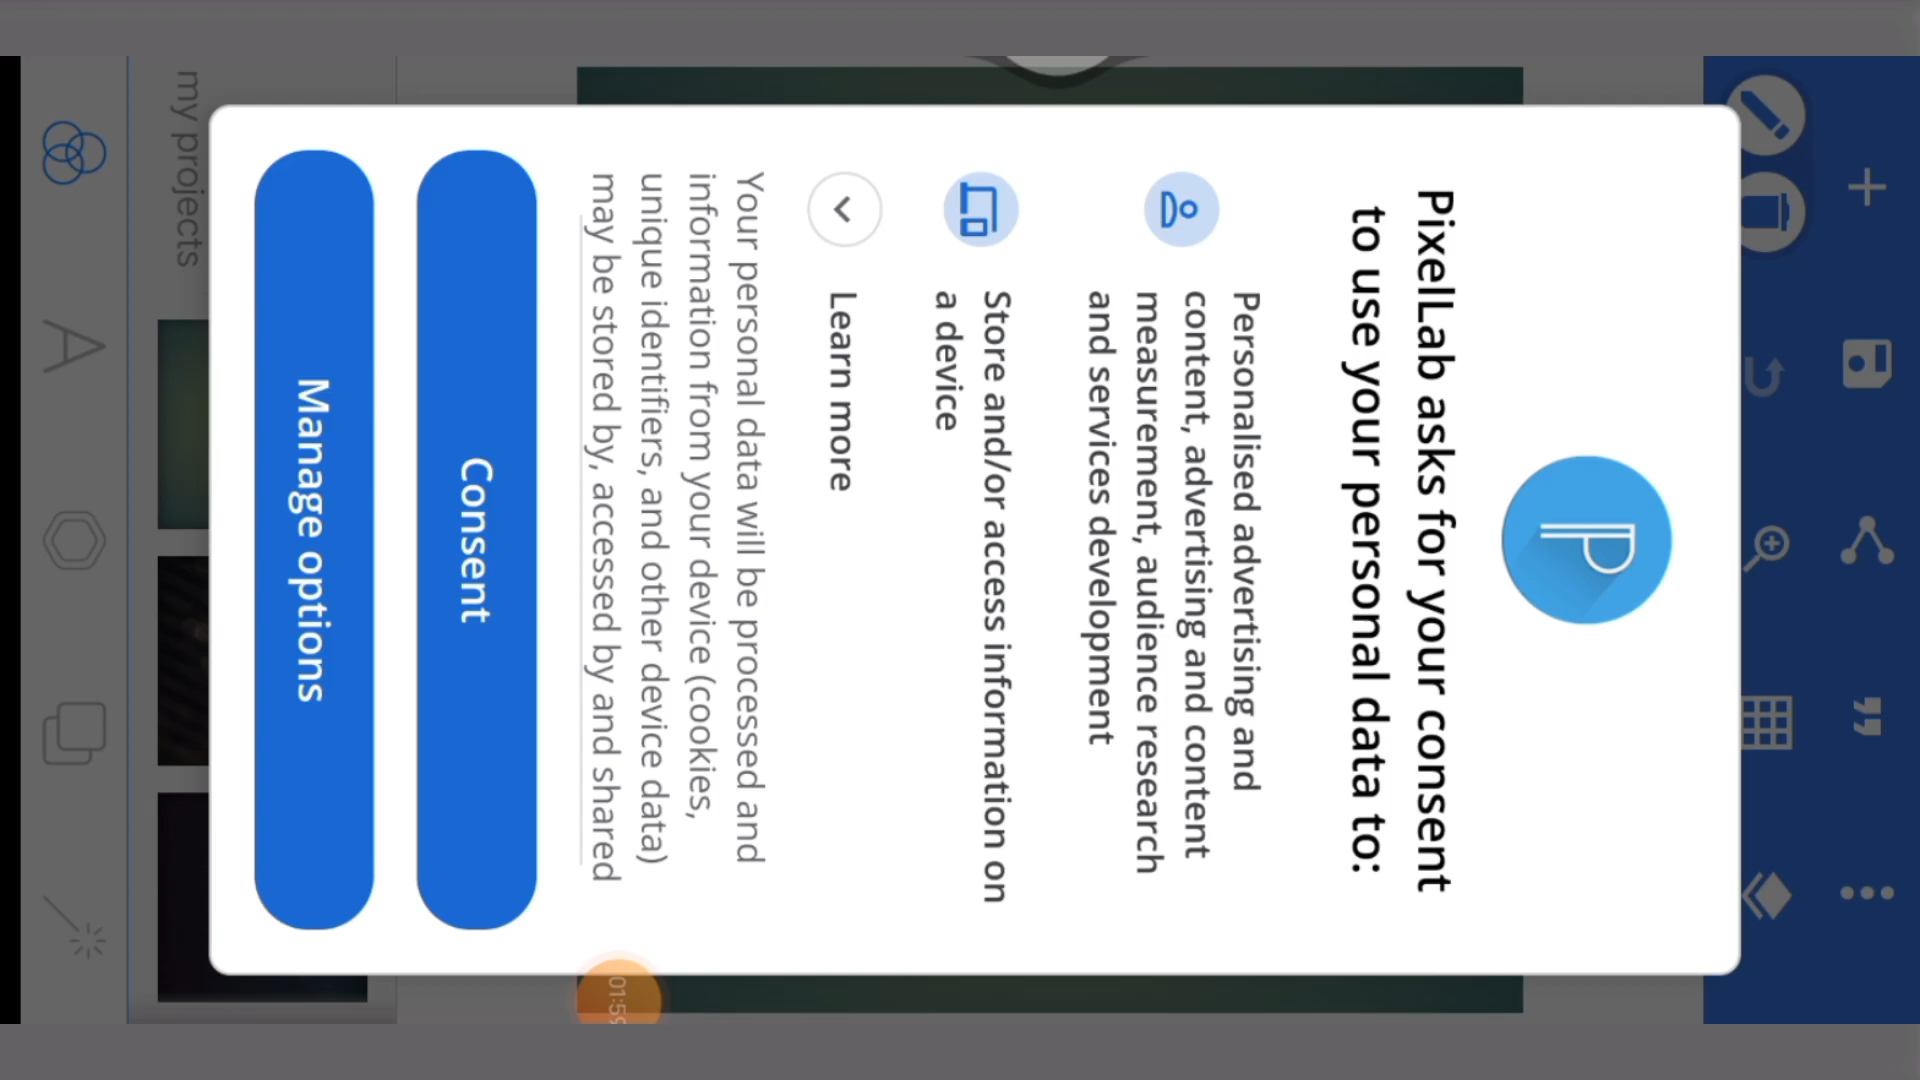 PixelLab asks for your consent
to use your personal data to:
Personalised advertising and
content, advertising and content
measurement, audience research
and services development
Store and/or access information on
a device
Learn more
Your personal data will be processed and
information from your device (cookies,
unique identifiers, and other device data)
may be stored by, accessed by and shared
Consent
Manage options
my projects